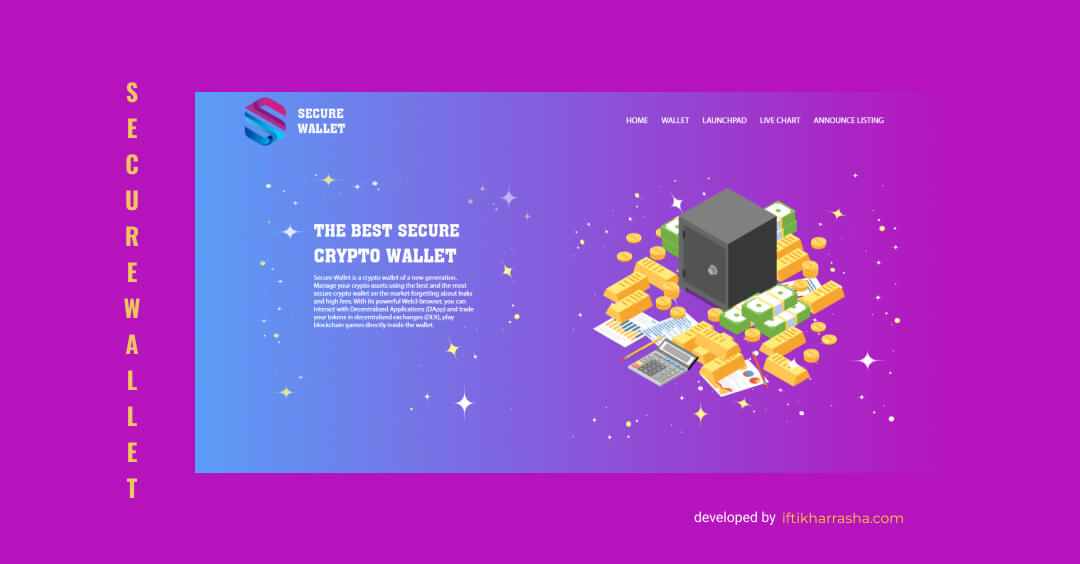 SECUREWALLET
SECURE
WALLET
HOME WALLET LAUNCHPAD LIVE CHART ANNOUNCE LISTING
THE BEST SECURE
CRYPTO WALLET
Secure Wallet is a crypto wallet of a new generation.
Manage your crypto assets using the best and the most
secure crypto wallet on the market forgetting about leaks
and high fees. With its powerful Web3 browser, you can
interact with Decentralized Applications (DApp) and trade
your tokens in decentralized exchanges (DEX), play
blockchain games directly inside the wallet.
developed by iftikharrasha.com